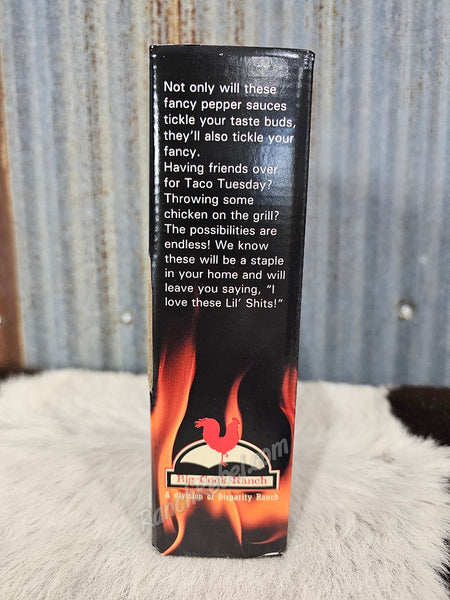 Not only will these
fancy pepper sauces
tickle your taste buds,
they'll also tickle your
fancy.
Having friends over
for Taco Tuesday?
Throwing some
chicken on the grill?
The possibilities are
endless! We know
these will be a staple
in your home and will
leave you saying, "I
love these Lil' Shits!"
Big Cock Ranch
A division of Disparity Ranch
RanchRebel.com